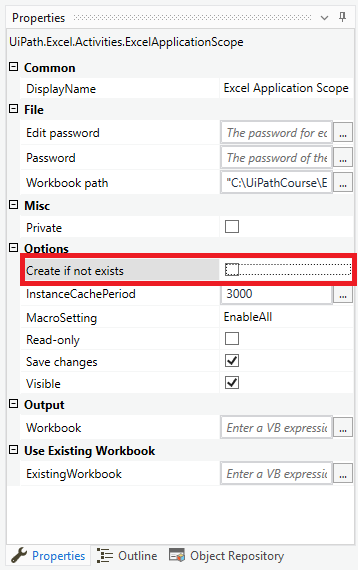 Properties
UiPath.Excel.Activities.ExcelApplicationScope
Common
DisplayName Excel Application Scope
File
Edit password The password for ec ...
Password The password of the ...
Workbook path "C:\UiPathCourse\E ...
Misc
Private
Options
Create if not exists
InstanceCachePeriod 3000 ...
MacroSetting EnableAll
Read-only
Save changes
Visible
Output
Workbook Enter a VB expressic ...
Use Existing Workbook
ExistingWorkbook Enter a VB expressic ...
Properties Outline Object Repository